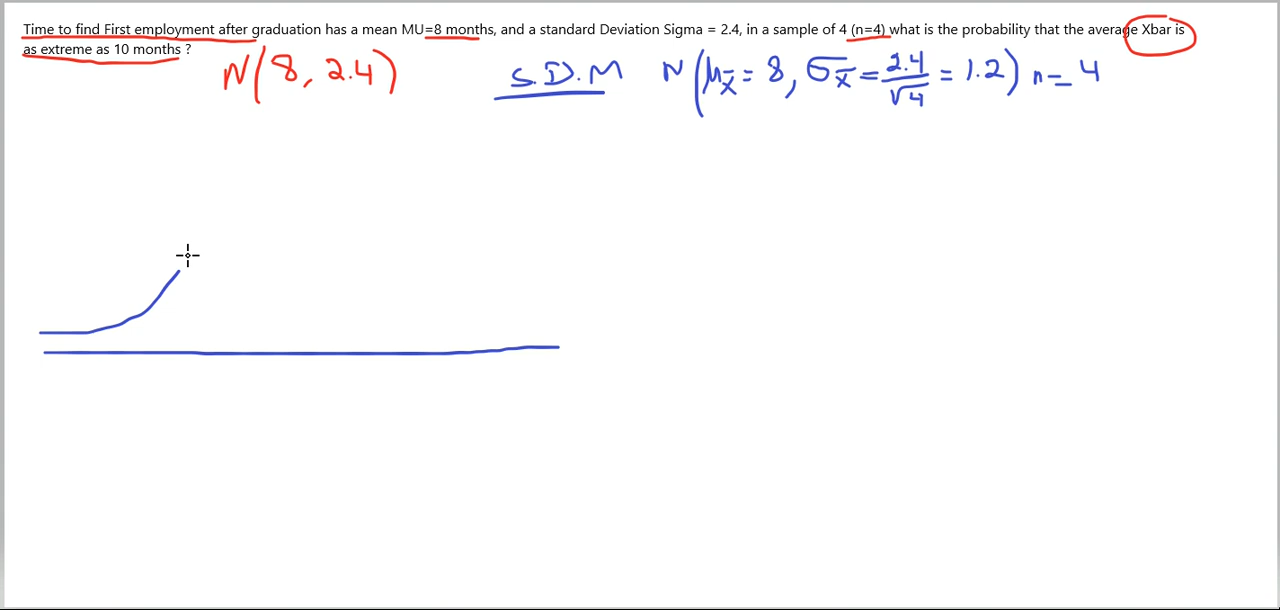 Time to find First employment after graduation has a mean MU=8 months, and a standard Deviation Sigma = 2.4, in a sample of 4 (n=4) what is the probability that the average Xbar is
as extreme as 10 months ?
N(8, 2.4) S.D.M N(μx̄ = 8, σx̄ = 2.4/√4 = 1.2) n=4